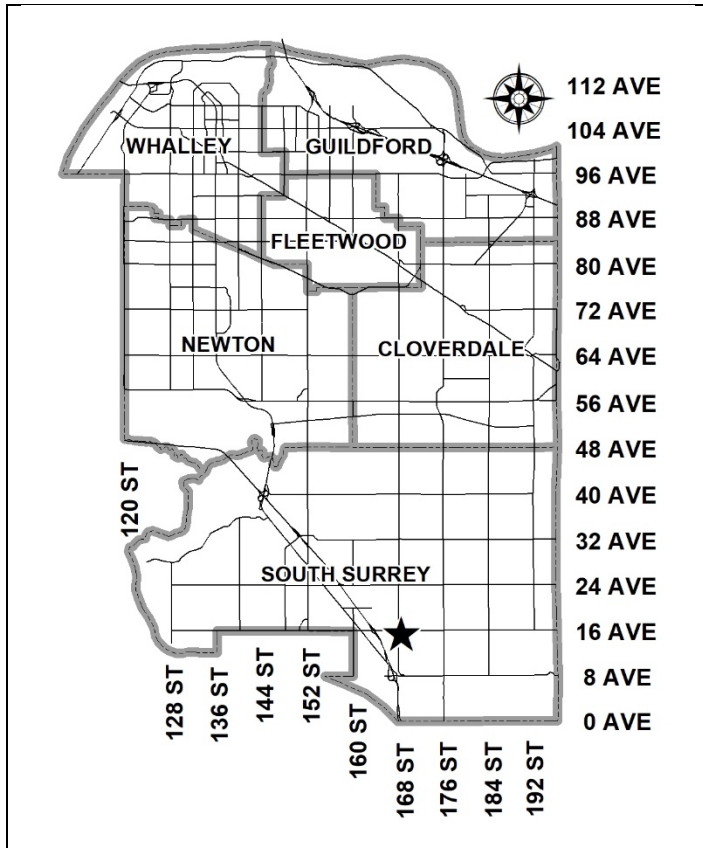 112 AVE
104 AVE
WHALLEY
GUILDFORD
96 AVE
88 AVE
FLEETWOOD
80 AVE
72 AVE
NEWTON
CLOVERDALE
64 AVE
56 AVE
48 AVE
120 ST
40 AVE
32 AVE
SOUTH SURREY
24 AVE
16 AVE
8 AVE
0 AVE
128 ST
136 ST
144 ST
152 ST
160 ST
168 ST
176 ST
184 ST
192 ST